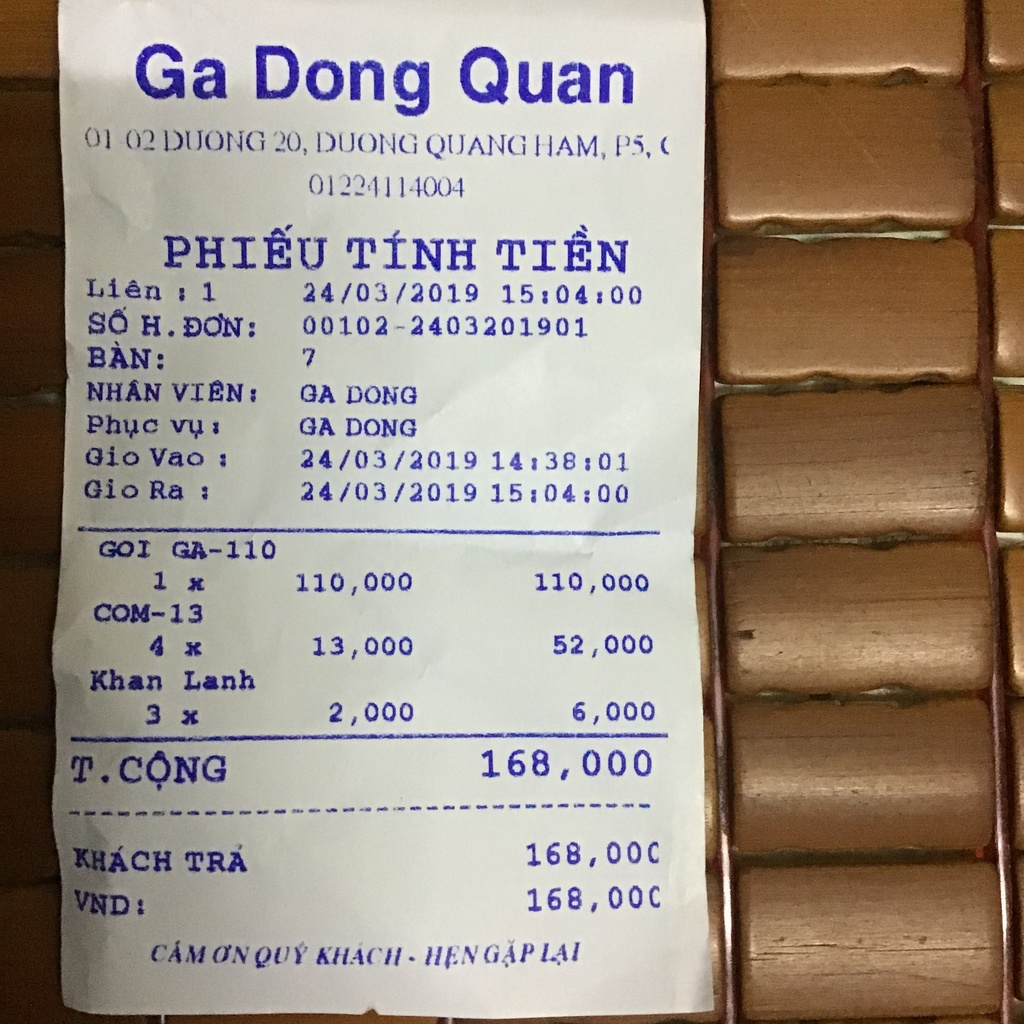 Ga Dong Quan
01-02 DUONG 20, DUONG QUANG HAM, P5,
01224114004
PHIẾU TÍNH TIỀN
Liên : 1 24/03/2019 15:04:00
SỐ H.ĐƠN: 00102-2403201901
BÀN: 7
NHÂN VIÊN: GA DONG
Phục vụ: GA DONG
Gio Vao : 24/03/2019 14:38:01
Gio Ra : 24/03/2019 15:04:00
GOI GA-110
1 x 110,000 110,000
COM-13
4 x 13,000 52,000
Khan Lanh
3 x 2,000 6,000
T.CỘNG 168,000
KHÁCH TRẢ 168,000
VND: 168,000
CÁM ƠN QUÝ KHÁCH - HẸN GẶP LẠI